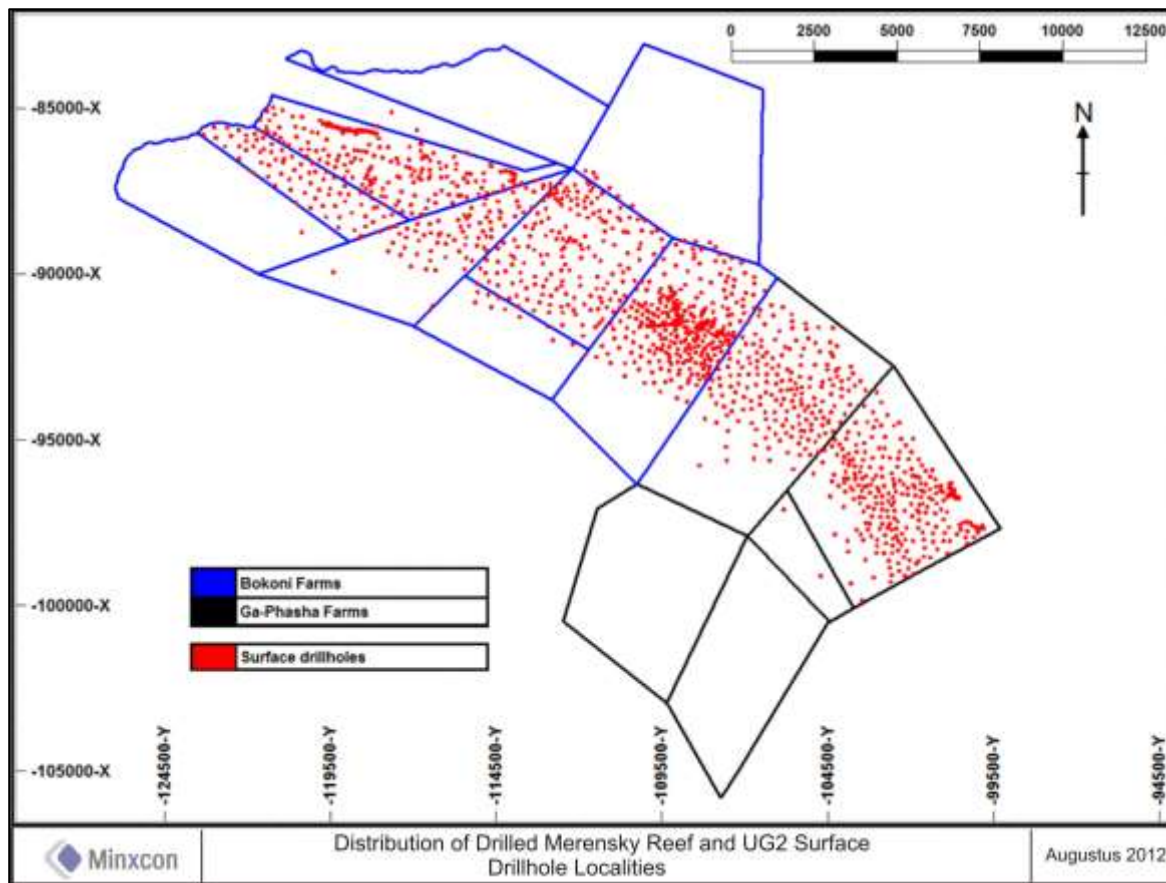 0 2500 5000 7500 10000 12500
N
-85000-X
-90000-X
-95000-X
-100000-X
-105000-X
Bokoni Farms
Ga-Phasha Farms
Surface drillholes
-124500-Y
-119500-Y
-114500-Y
-109500-Y
-104500-Y
-99500-Y
-94500-Y
Minxcon
Distribution of Drilled Merensky Reef and UG2 Surface
Drillhole Localities
Augustus 2012